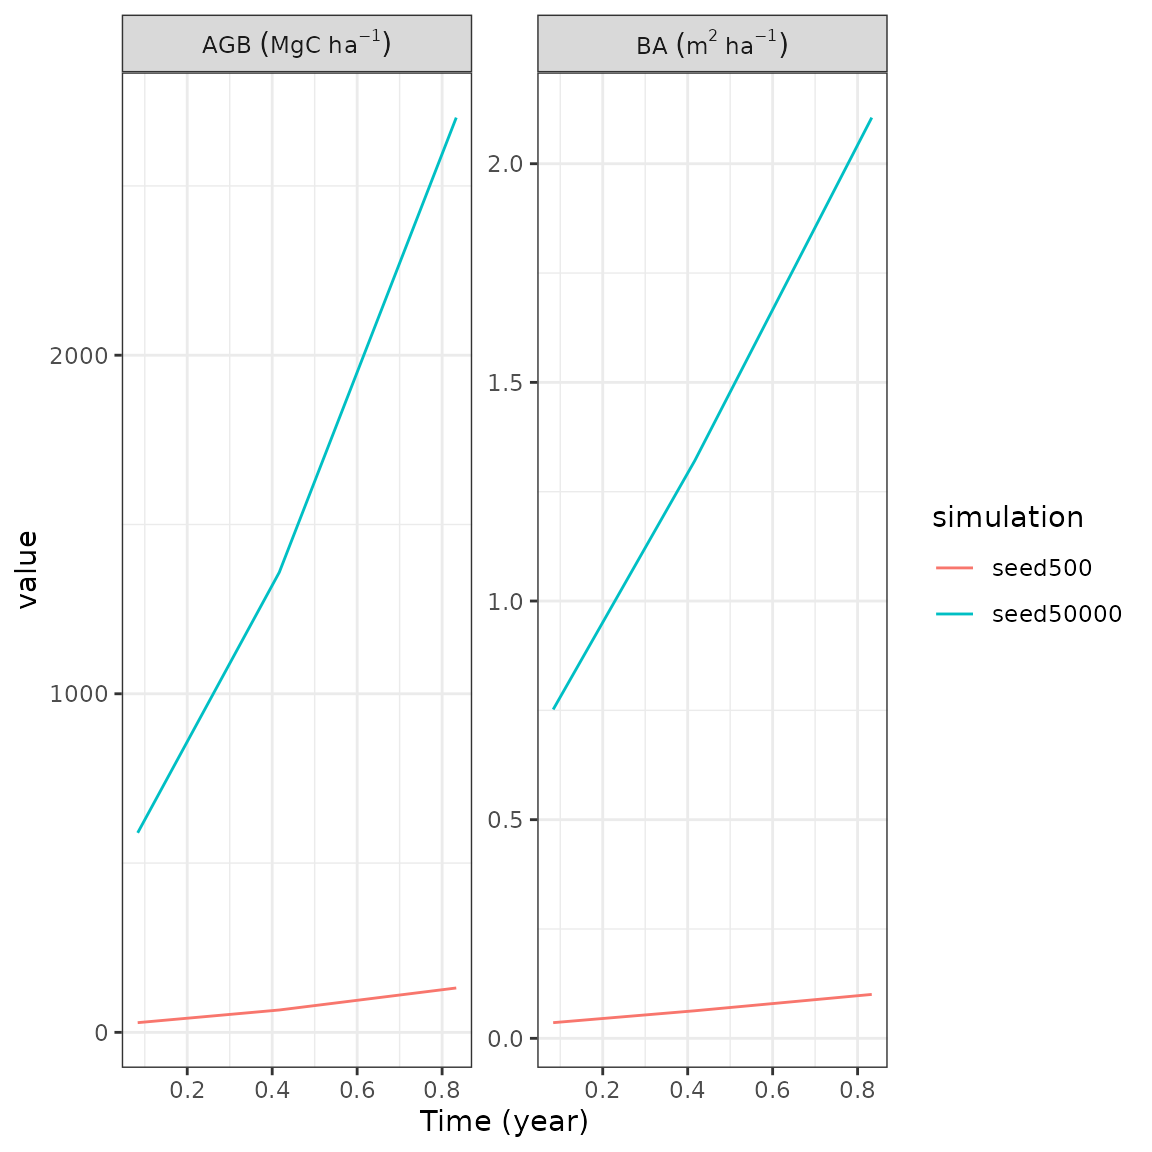 AGB (MgC ha⁻¹)
BA (m² ha⁻¹)
value
2000
1000
0
2.0
1.5
1.0
0.5
0.0
0.2 0.4 0.6 0.8
0.2 0.4 0.6 0.8
Time (year)
simulation
seed500
seed50000